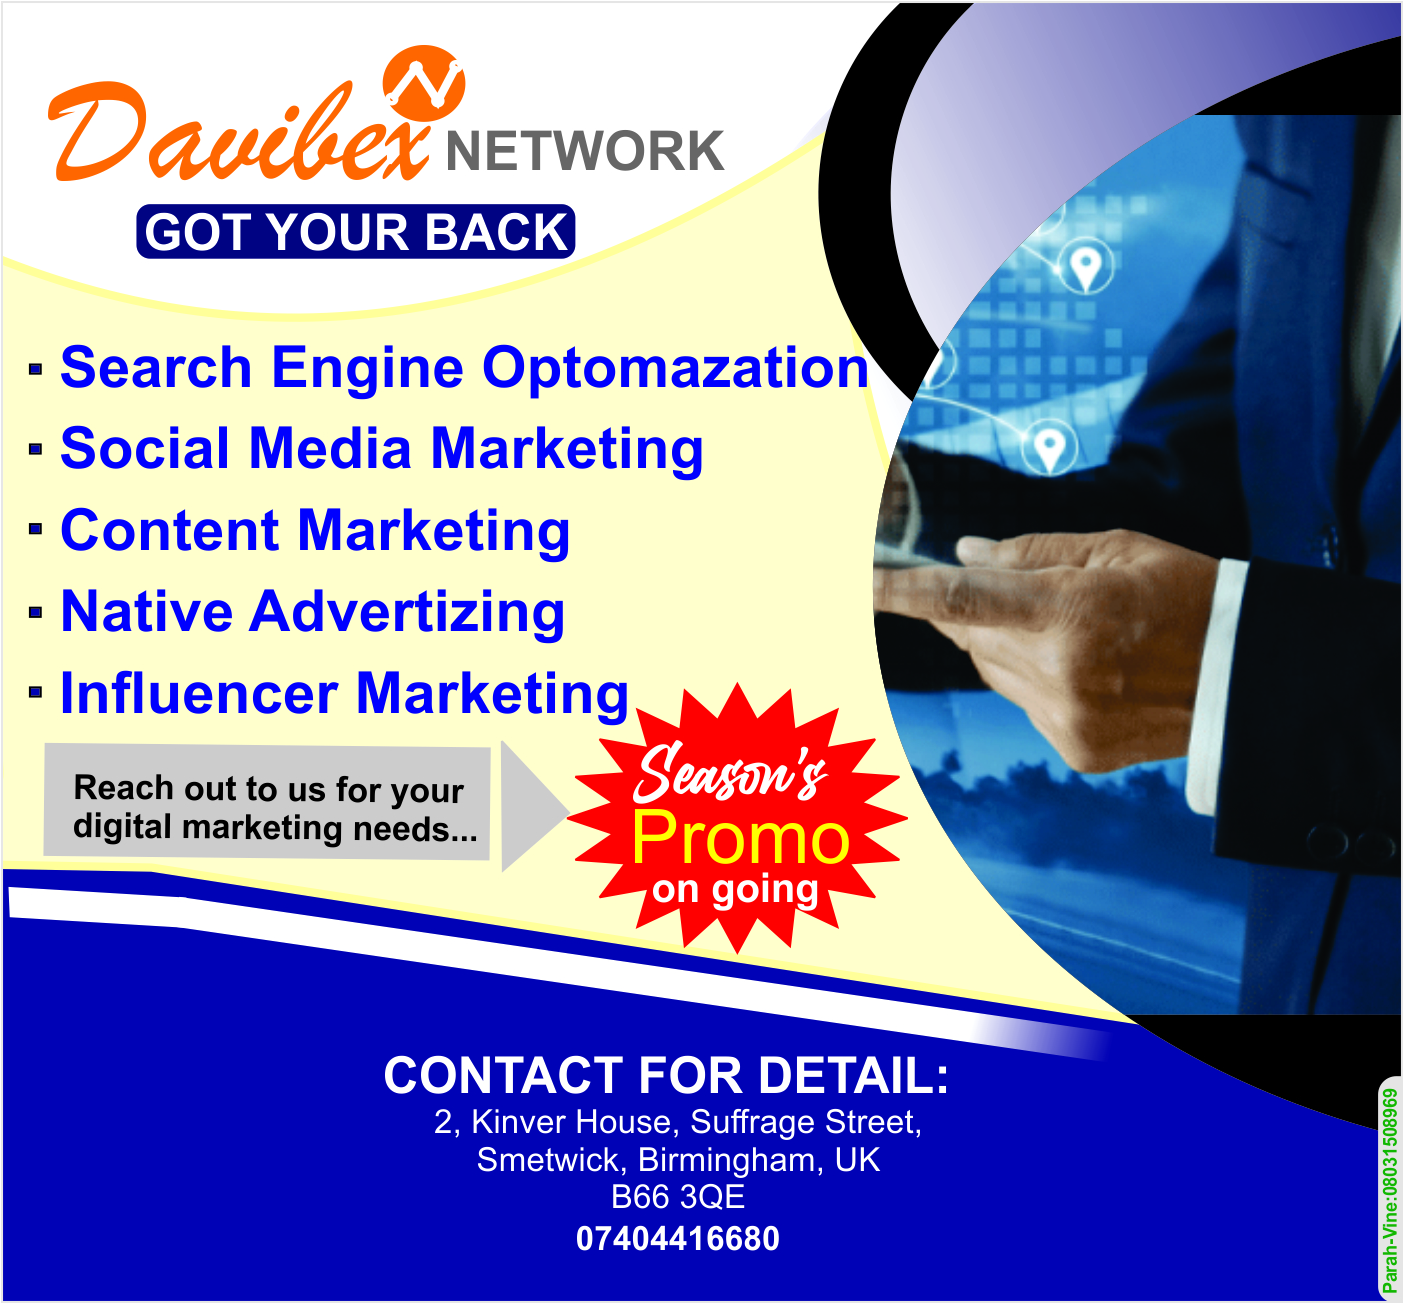 Davibex NETWORK
GOT YOUR BACK
Search Engine Optomazation
Social Media Marketing
Content Marketing
Native Advertizing
Influencer Marketing
Reach out to us for your
digital marketing needs...
Season's
Promo
on going
CONTACT FOR DETAIL:
2, Kinver House, Suffrage Street,
Smetwick, Birmingham, UK
B66 3QE
07404416680
Parah-Vine:08031508969